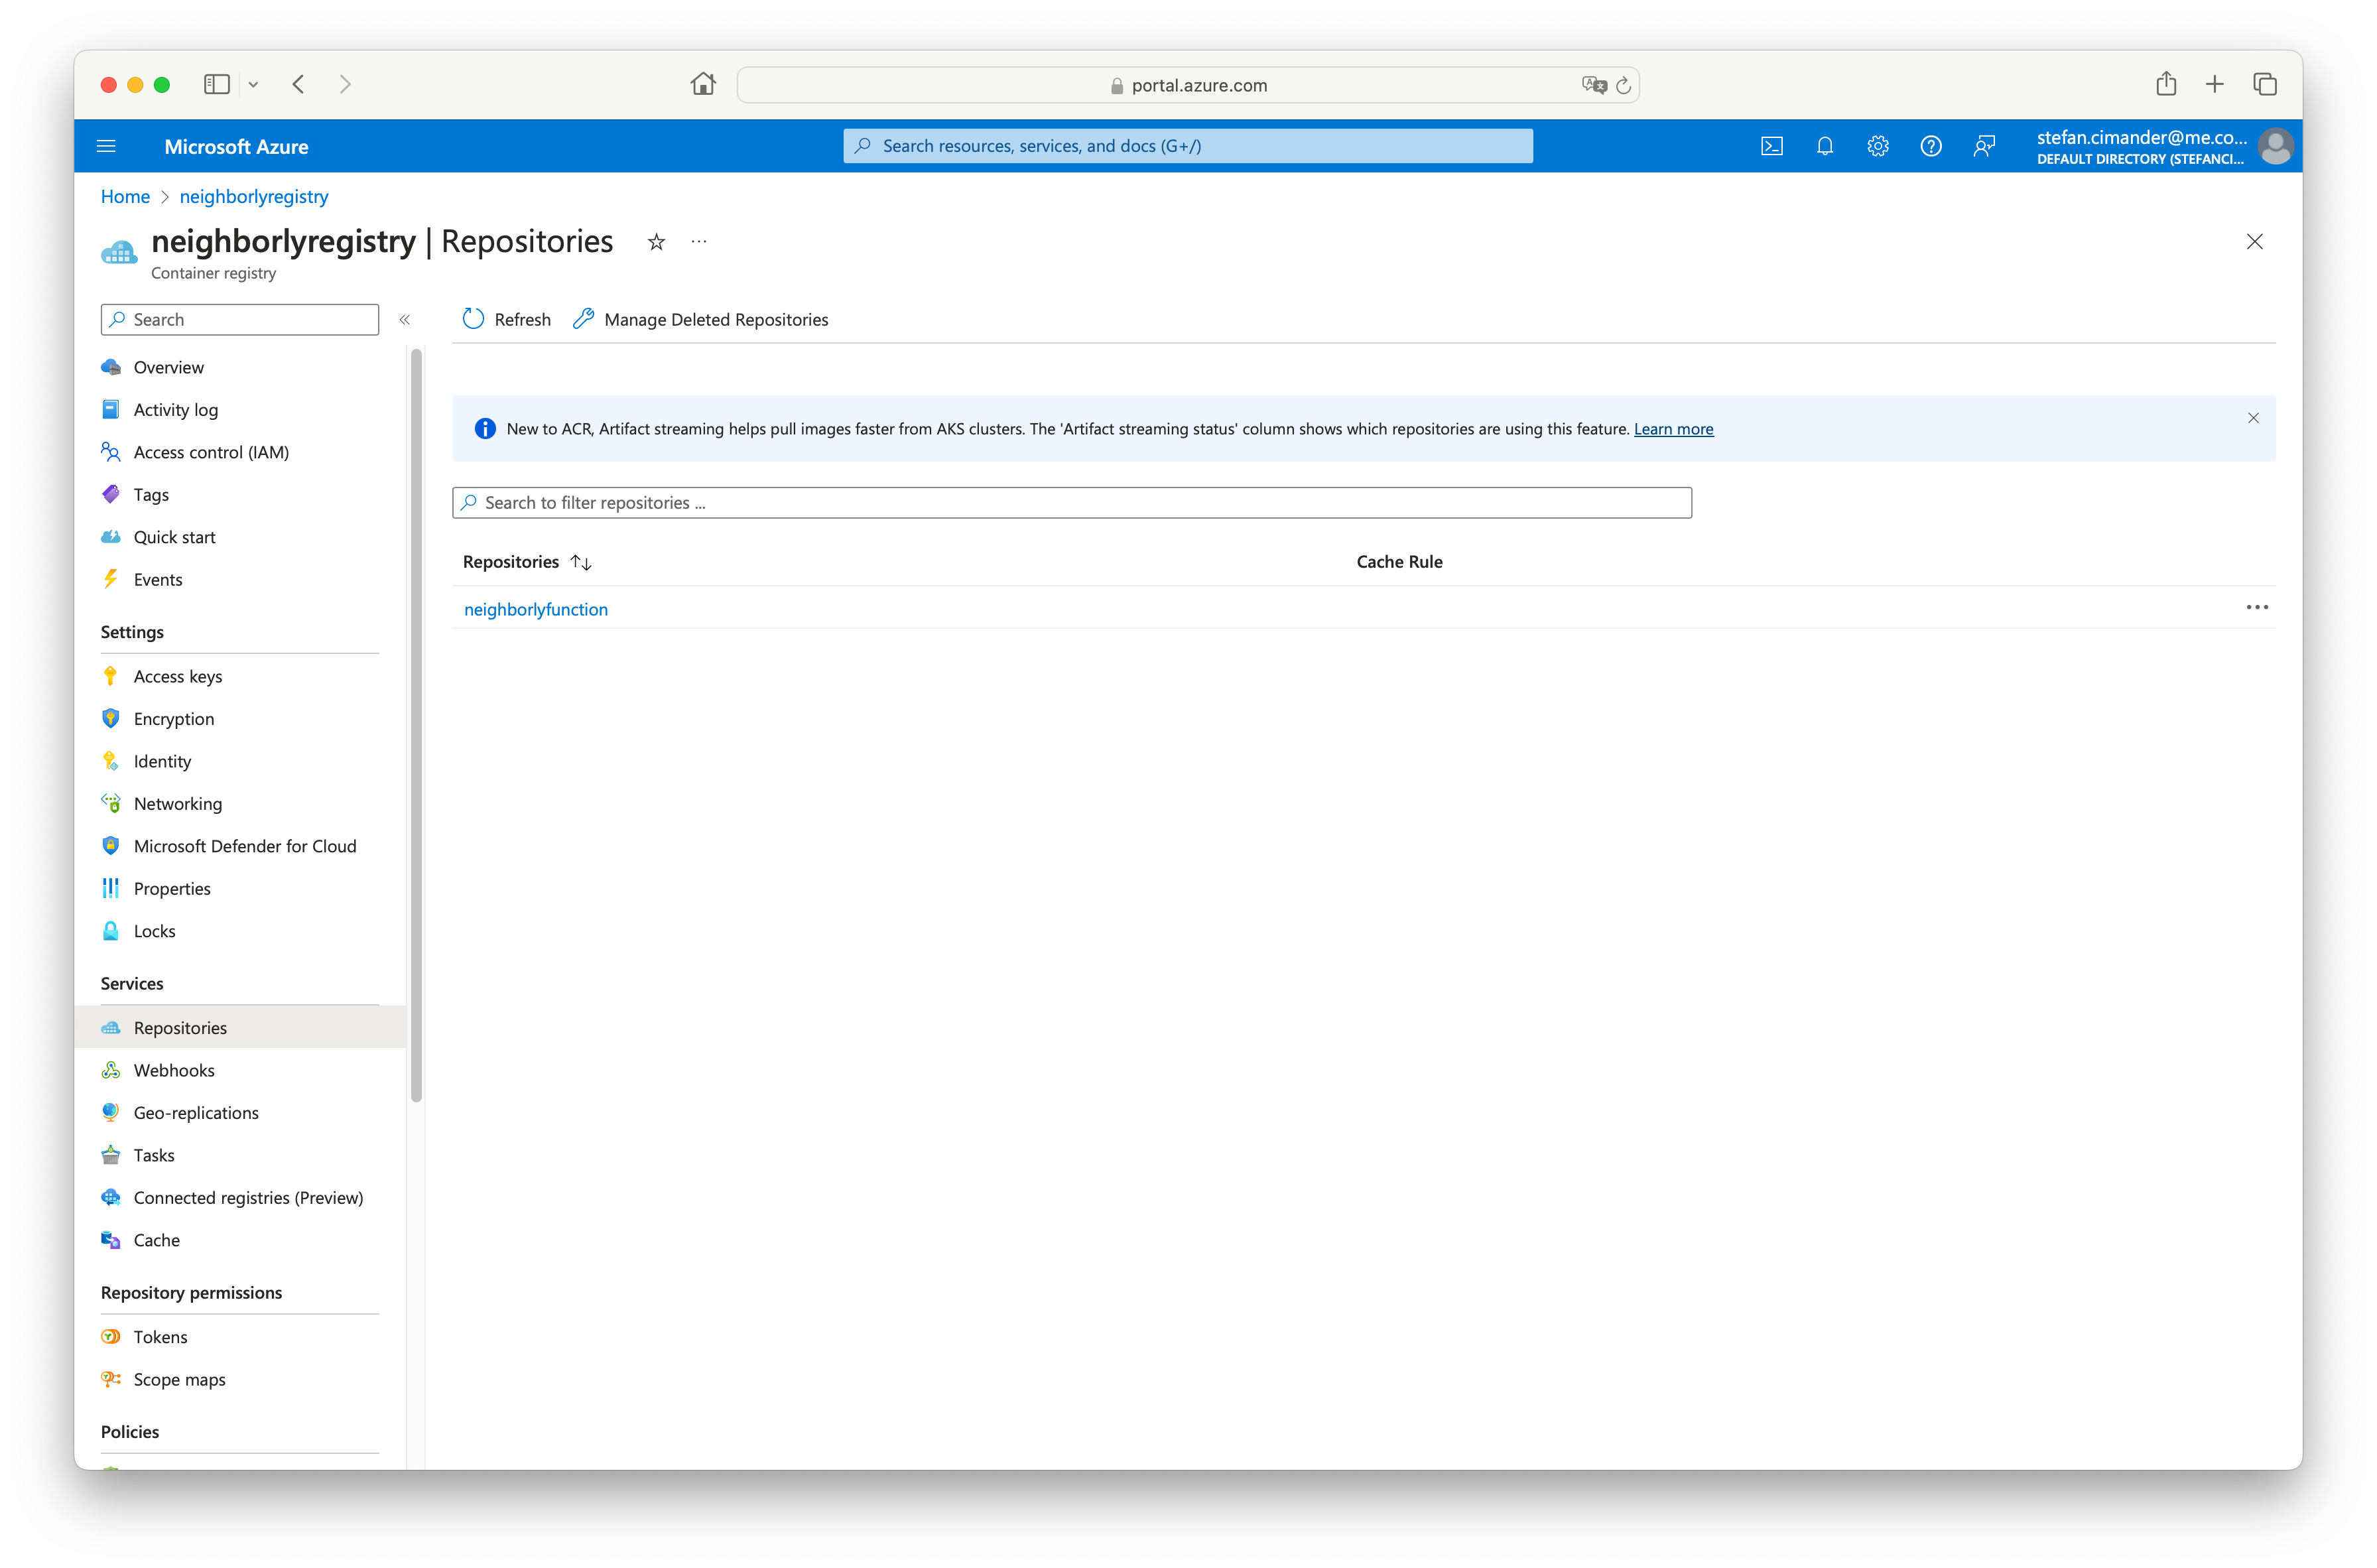 portal.azure.com
Microsoft Azure
Search resources, services, and docs (G+/)
stefan.cimander@me.co...
DEFAULT DIRECTORY (STEFANCI...
Home > neighborlyregistry
neighborlyregistry | Repositories
Container registry
Search
Overview
Activity log
Access control (IAM)
Tags
Quick start
Events
Settings
Access keys
Encryption
Identity
Networking
Microsoft Defender for Cloud
Properties
Locks
Services
Repositories
Webhooks
Geo-replications
Tasks
Connected registries (Preview)
Cache
Repository permissions
Tokens
Scope maps
Policies
Refresh
Manage Deleted Repositories
New to ACR, Artifact streaming helps pull images faster from AKS clusters. The 'Artifact streaming status' column shows which repositories are using this feature. Learn more
Search to filter repositories ...
Repositories Cache Rule
neighborlyfunction